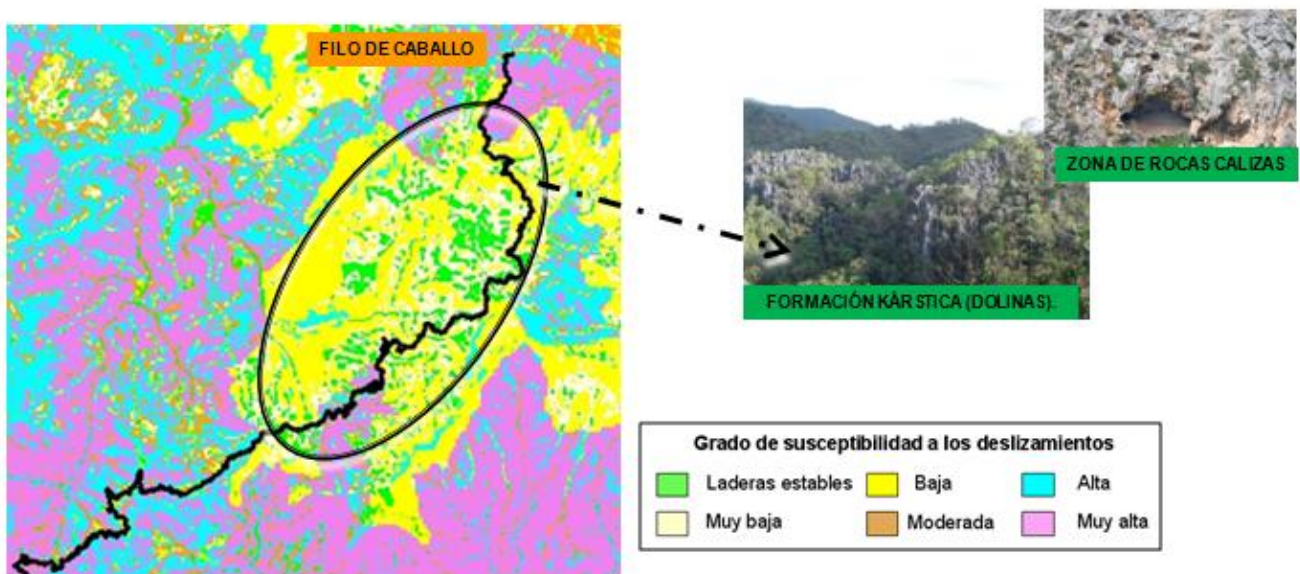 FILO DE CABALLO
ZONA DE ROCAS CALIZAS
FORMACIÓN KÀRSTICA (DOLINAS).
Grado de susceptibilidad a los deslizamientos
Laderas estables Baja Alta
Muy baja Moderada Muy alta